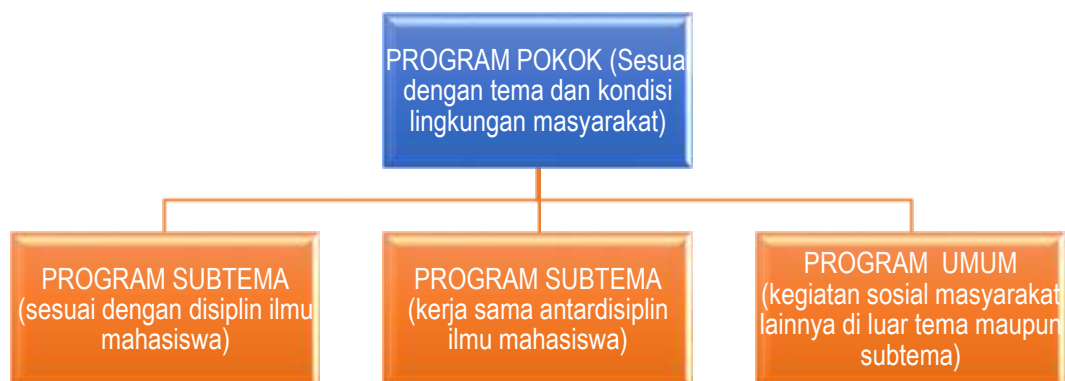 PROGRAM POKOK (Sesua
dengan tema dan kondisi
lingkungan masyarakat)
PROGRAM SUBTEMA
(sesuai dengan disiplin ilmu
mahasiswa)
PROGRAM SUBTEMA
(kerja sama antardisiplin
ilmu mahasiswa)
PROGRAM UMUM
(kegiatan sosial masyarakat
lainnya di luar tema maupun
subtema)